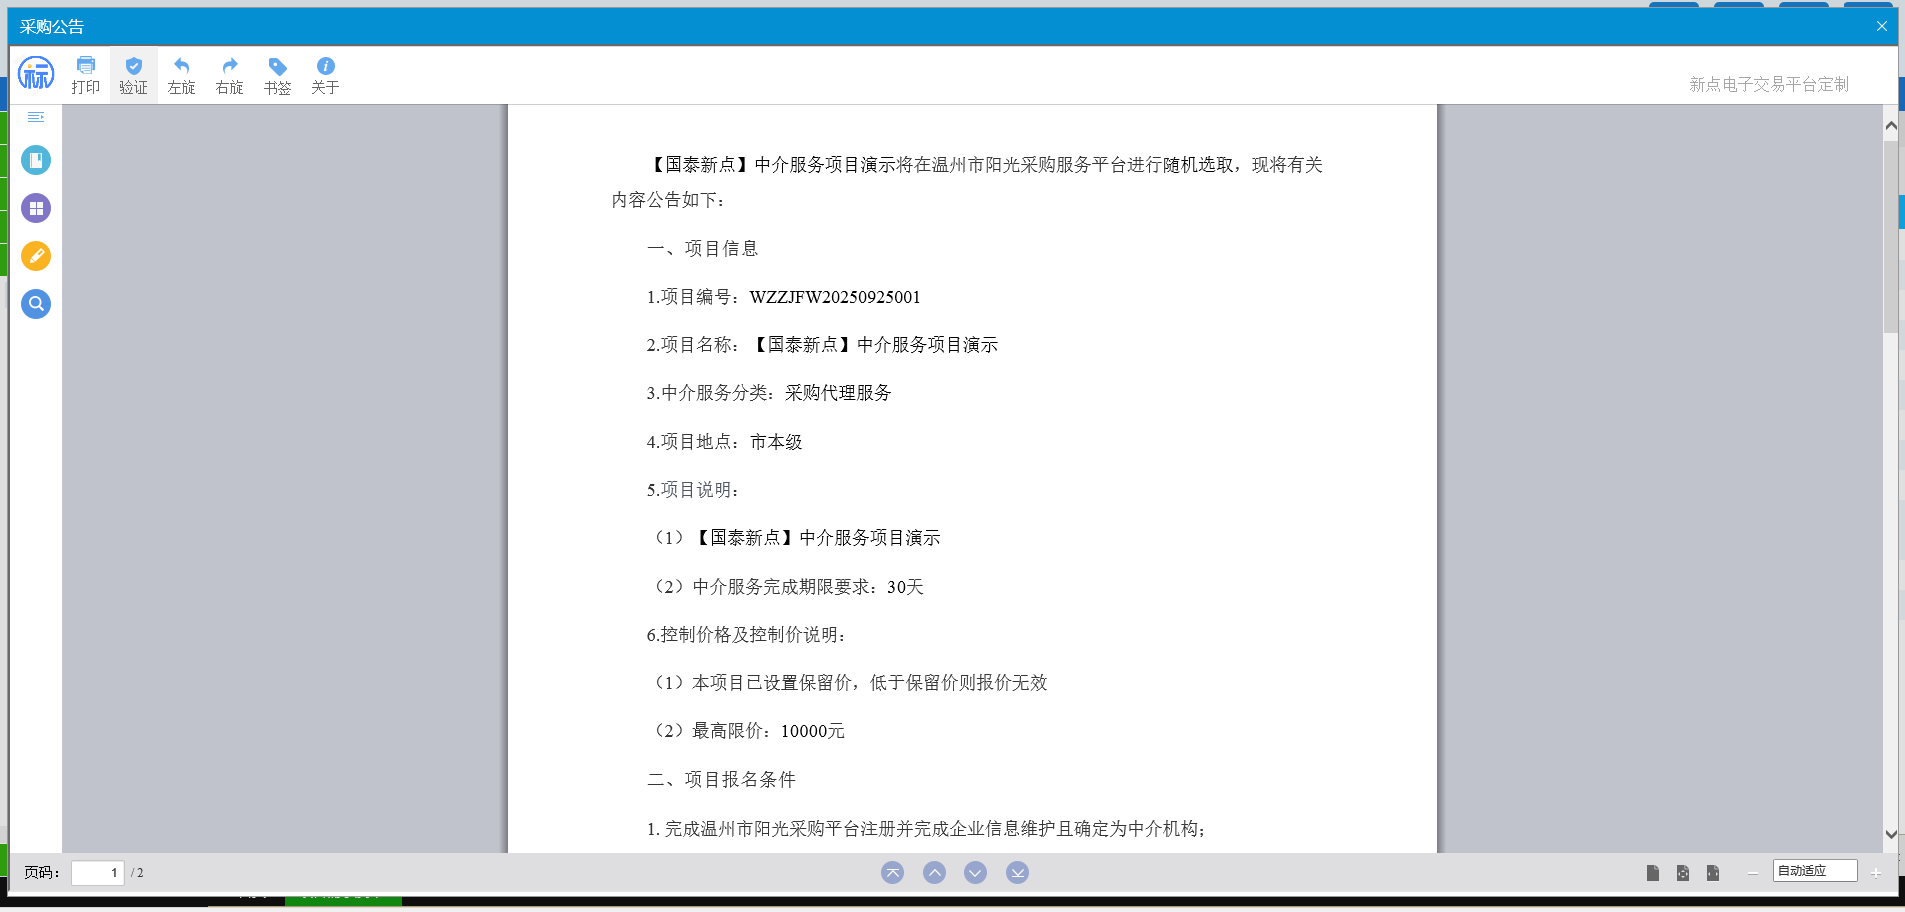 采购公告
标
打印
验证
左旋
右旋
书签
关于
新点电子交易平台定制
【国泰新点】中介服务项目演示将在温州市阳光采购服务平台进行随机选取，现将有关
内容公告如下：
一、项目信息
1.项目编号：WZZJFW20250925001
2.项目名称：【国泰新点】中介服务项目演示
3.中介服务分类：采购代理服务
4.项目地点：市本级
5.项目说明：
（1）【国泰新点】中介服务项目演示
（2）中介服务完成期限要求：30天
6.控制价格及控制价说明：
（1）本项目已设置保留价，低于保留价则报价无效
（2）最高限价：10000元
二、项目报名条件
1. 完成温州市阳光采购平台注册并完成企业信息维护且确定为中介机构；
页码： 1 / 2
自动适应